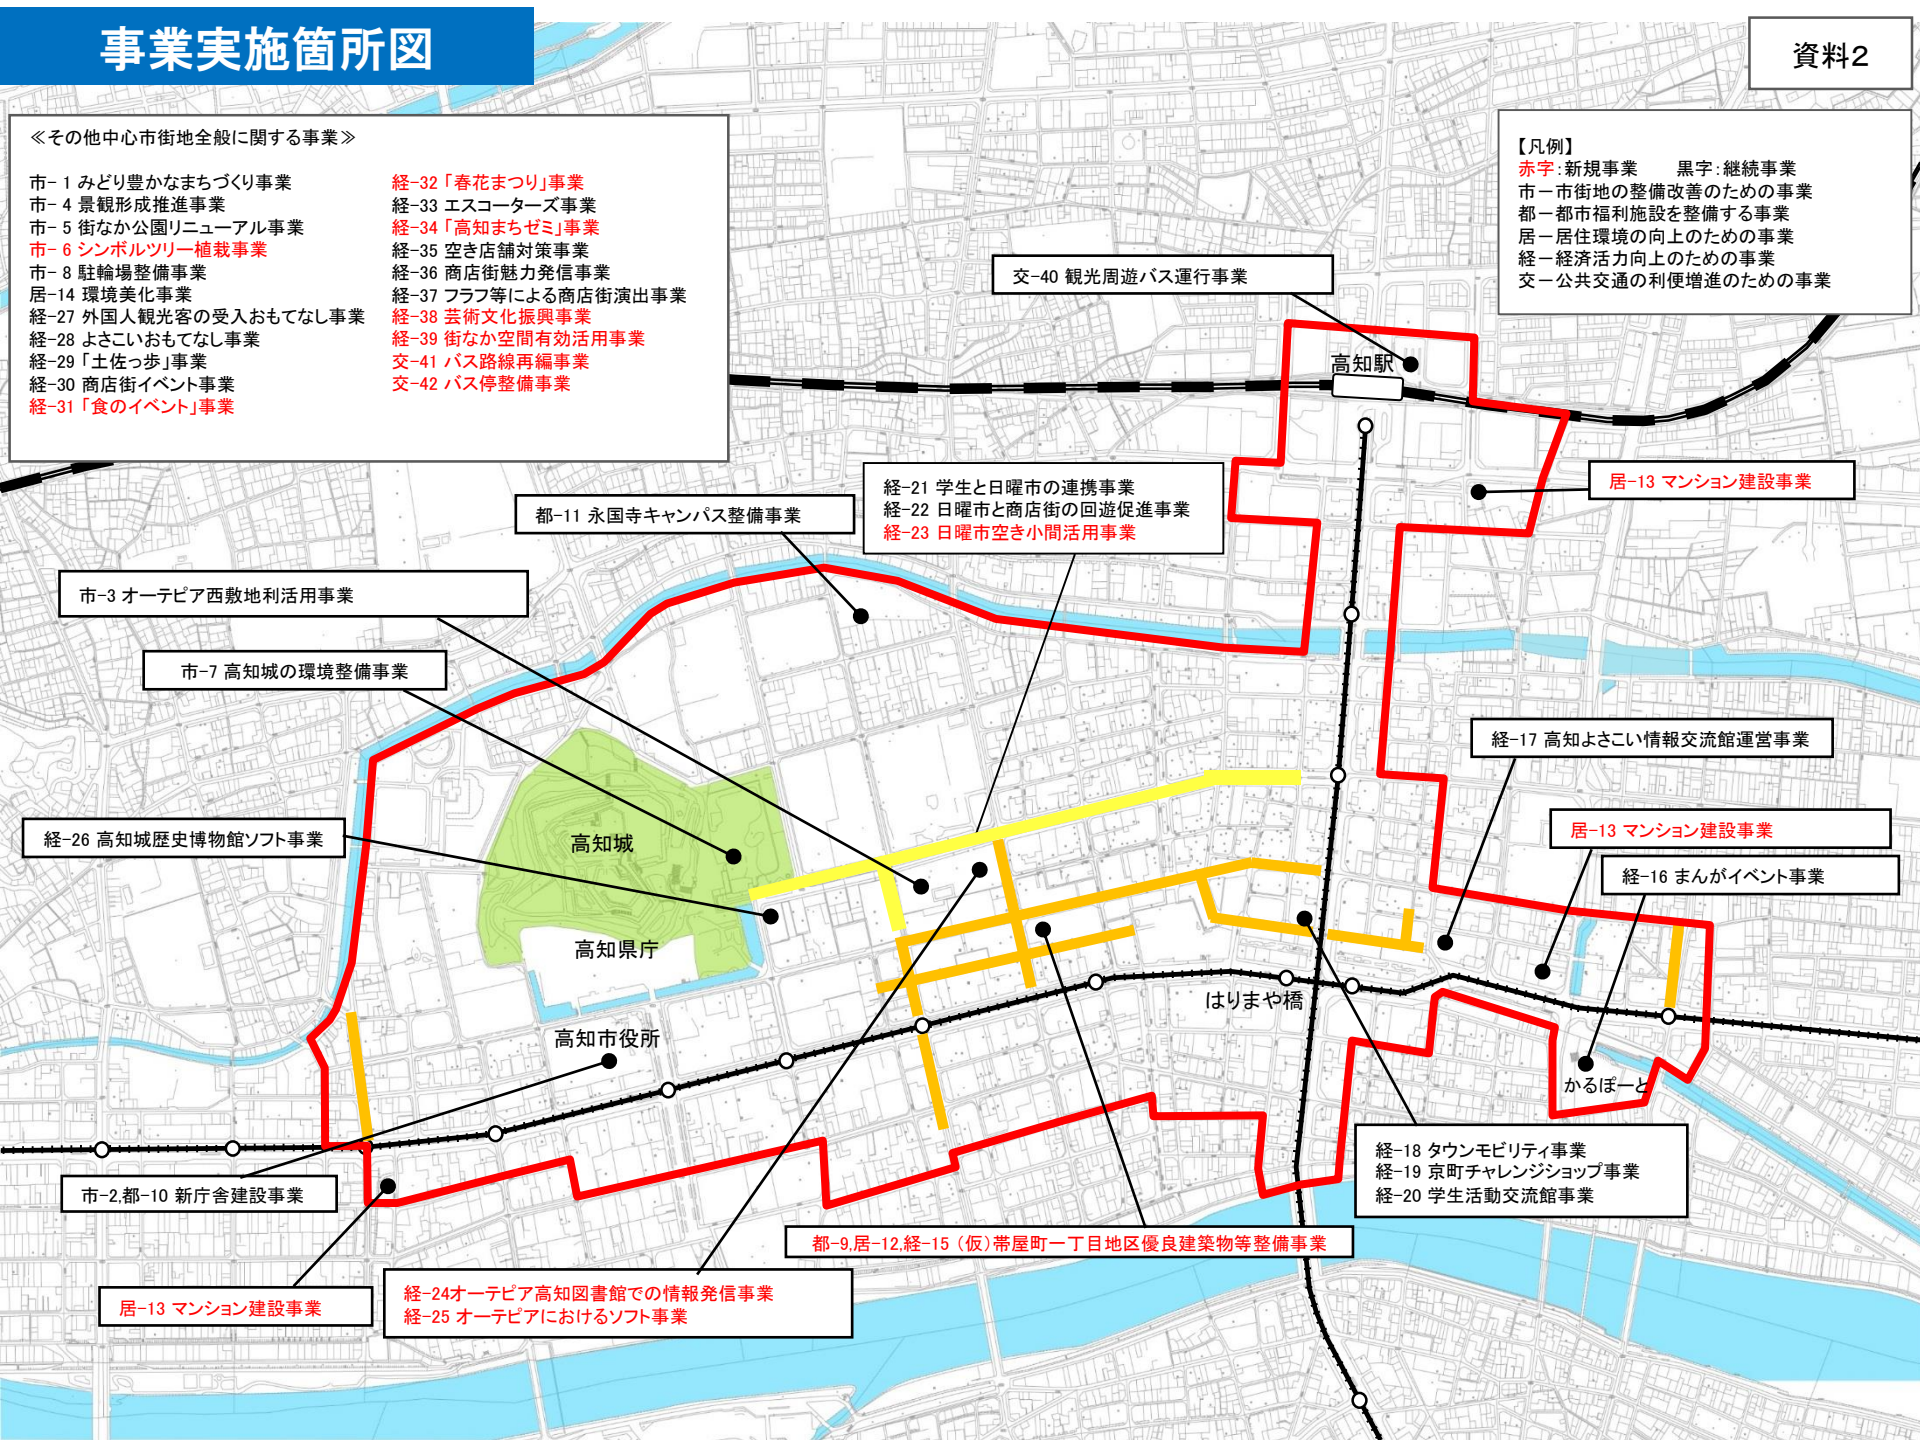 事業実施箇所図
資料2
≪その他中心市街地全般に関する事業≫
市- 1 みどり豊かなまちづくり事業
市- 4 景観形成推進事業
市- 5 街なか公園リニューアル事業
市- 6 シンボルツリー植栽事業
市- 8 駐輪場整備事業
居-14 環境美化事業
経-27 外国人観光客の受入おもてなし事業
経-28 よさこいおもてなし事業
経-29 「土佐っ歩」事業
経-30 商店街イベント事業
経-31 「食のイベント」事業
経-32 「春花まつり」事業
経-33 エスコーターズ事業
経-34 「高知まちゼミ」事業
経-35 空き店舗対策事業
経-36 商店街魅力発信事業
経-37 フラフ等による商店街演出事業
経-38 芸術文化振興事業
経-39 街なか空間有効活用事業
交-41 バス路線再編事業
交-42 バス停整備事業
【凡例】
赤字:新規事業 黒字:継続事業
市－市街地の整備改善のための事業
都－都市福利施設を整備する事業
居－居住環境の向上のための事業
経－経済活力向上のための事業
交－公共交通の利便増進のための事業
交-40 観光周遊バス運行事業
高知駅
居-13 マンション建設事業
経-21 学生と日曜市の連携事業
経-22 日曜市と商店街の回遊促進事業
経-23 日曜市空き小間活用事業
都-11 永国寺キャンパス整備事業
市-3 オーテピア西敷地利活用事業
市-7 高知城の環境整備事業
経-17 高知よさこい情報交流館運営事業
経-26 高知城歴史博物館ソフト事業
高知城
居-13 マンション建設事業
経-16 まんがイベント事業
高知県庁
はりまや橋
高知市役所
かるぽーと
経-18 タウンモビリティ事業
経-19 京町チャレンジショップ事業
経-20 学生活動交流館事業
市-2,都-10 新庁舎建設事業
都-9,居-12,経-15 (仮)帯屋町一丁目地区優良建築物等整備事業
居-13 マンション建設事業
経-24オーテピア高知図書館での情報発信事業
経-25 オーテピアにおけるソフト事業